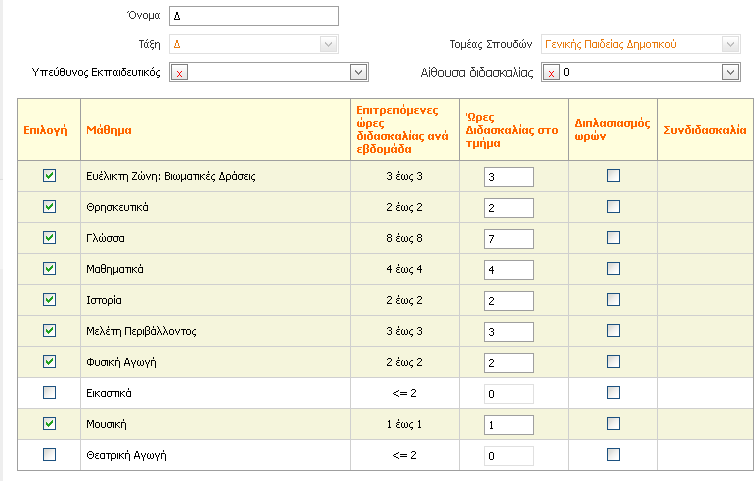 Όνομα Δ
Τάξη Δ Τομέας Σπουδών Γενικής Παιδείας Δημοτικού
Υπεύθυνος Εκπαιδευτικός x Αίθουσα διδασκαλίας x 0
Επιλογή Μάθημα Επιτρεπόμενες ώρες διδασκαλίας ανά εβδομάδα Ώρες Διδασκαλίας στο τμήμα Διπλασιασμός ωρών Συνδιδασκαλία
Ευέλικτη Ζώνη: Βιωματικές Δράσεις 3 έως 3 3
Θρησκευτικά 2 έως 2 2
Γλώσσα 8 έως 8 7
Μαθηματικά 4 έως 4 4
Ιστορία 2 έως 2 2
Μελέτη Περιβάλλοντος 3 έως 3 3
Φυσική Αγωγή 2 έως 2 2
Εικαστικά <= 2 0
Μουσική 1 έως 1 1
Θεατρική Αγωγή <= 2 0